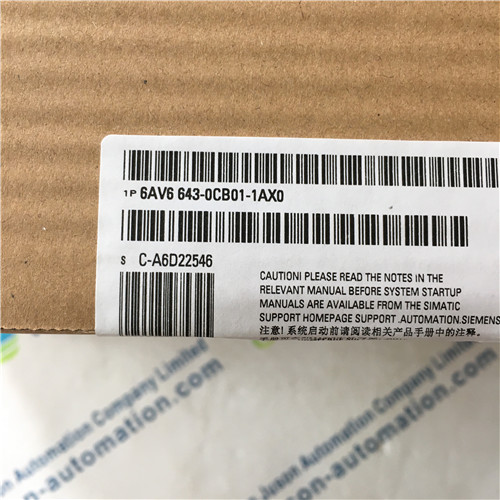 1P 6AV6 643-0CB01-1AX0
S C-A6D22546
CAUTION! PLEASE READ THE NOTES IN THE
RELEVANT MANUAL BEFORE SYSTEM STARTUP
MANUALS ARE AVAILABLE FROM THE SIMATIC
SUPPORT HOMEPAGE SUPPORT.AUTOMATION.SIEMENS
注意!系统启动前请阅读相关产品手册中的注释。
Automation Company Limited
-automation.com
Juson Automation Company Limited
n-automation.com